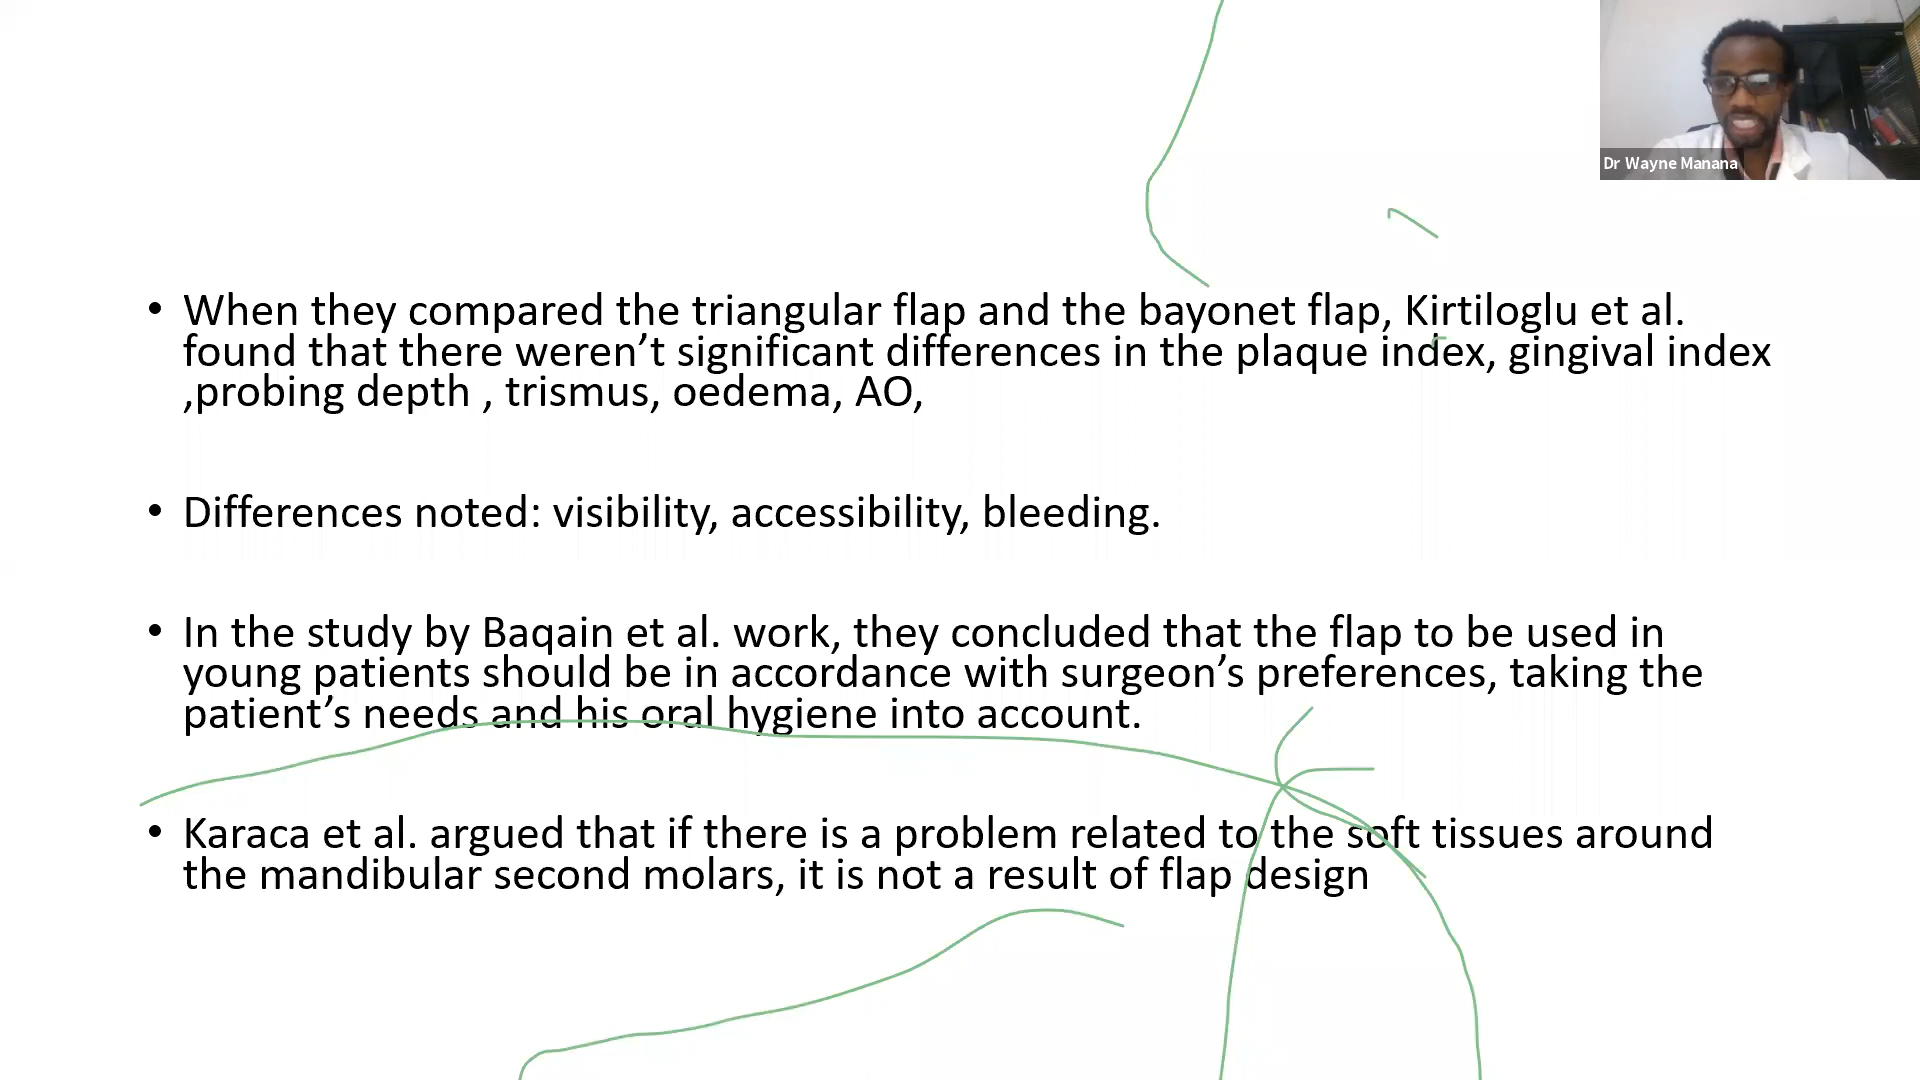 Dr Wayne Manana
• When they compared the triangular flap and the bayonet flap, Kirtiloglu et al.
found that there weren’t significant differences in the plaque index, gingival index
,probing depth , trismus, oedema, AO,
• Differences noted: visibility, accessibility, bleeding.
• In the study by Baqain et al. work, they concluded that the flap to be used in
young patients should be in accordance with surgeon’s preferences, taking the
patient’s needs and his oral hygiene into account.
• Karaca et al. argued that if there is a problem related to the soft tissues around
the mandibular second molars, it is not a result of flap design